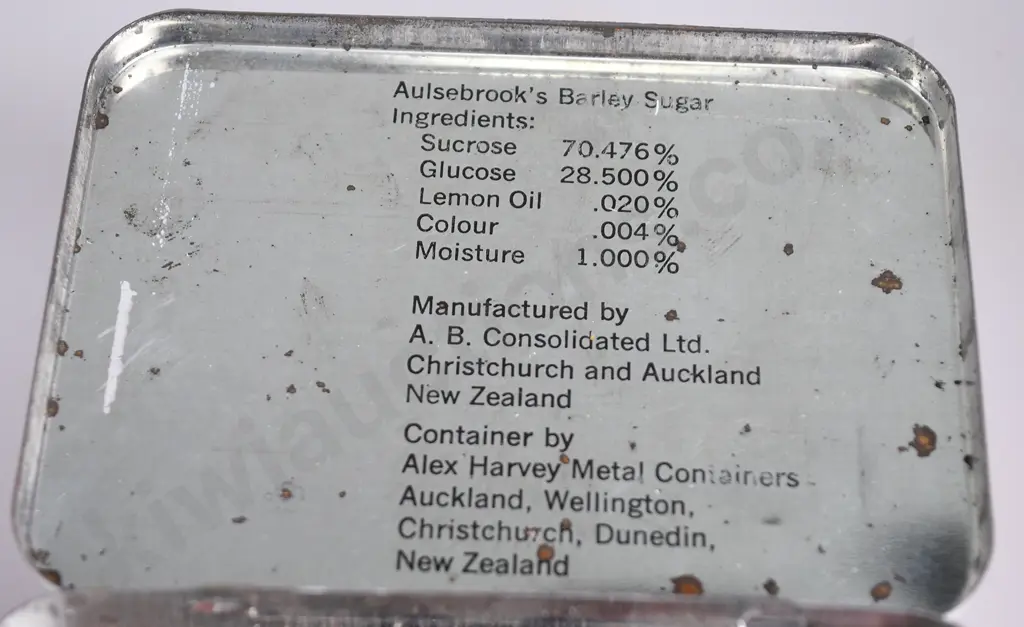 Aulsebrook's Barley Sugar
Ingredients:
Sucrose 70.476%
Glucose 28.500%
Lemon Oil .020%
Colour .004%
Moisture 1.000%
Manufactured by
A. B. Consolidated Ltd.
Christchurch and Auckland
New Zealand
Container by
Alex Harvey Metal Containers
Auckland, Wellington,
Christchurch, Dunedin,
New Zealand